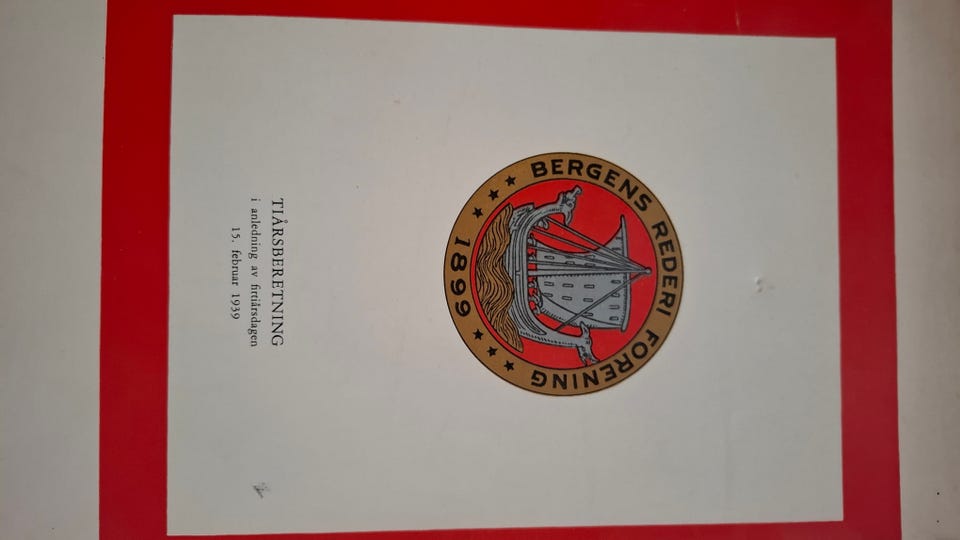 BERGENS REDERI FORENING
1899
TIÅRSBERETNING
i anledning av firtiårsdagen
15. februar 1939